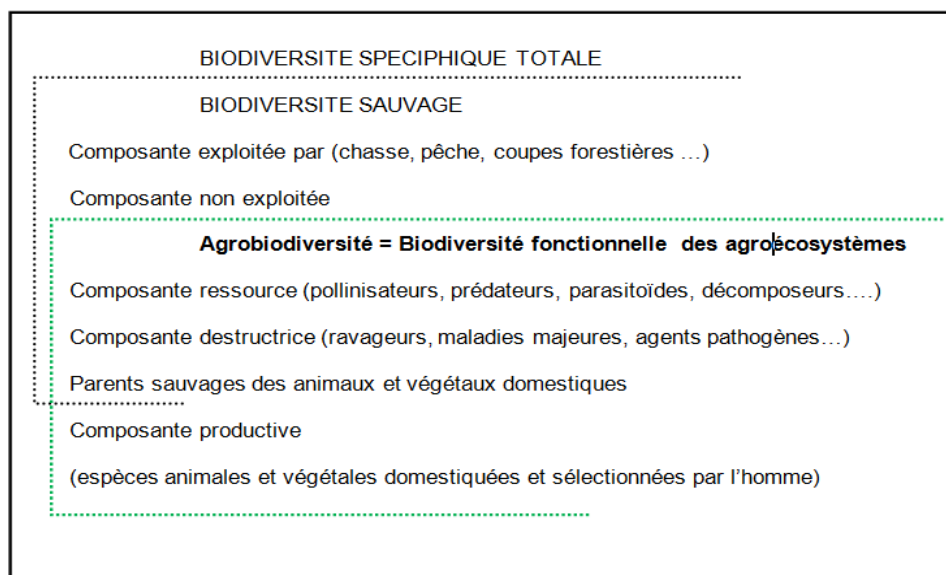 BIODIVERSITE SPECIPHIQUE TOTALE
BIODIVERSITE SAUVAGE
Composante exploitée par (chasse, pêche, coupes forestières …)
Composante non exploitée
Agrobiodiversité = Biodiversité fonctionnelle des agroécosystèmes
Composante ressource (pollinisateurs, prédateurs, parasitoïdes, décomposeurs….)
Composante destructrice (ravageurs, maladies majeures, agents pathogènes…)
Parents sauvages des animaux et végétaux domestiques
Composante productive
(espèces animales et végétales domestiquées et sélectionnées par l’homme)